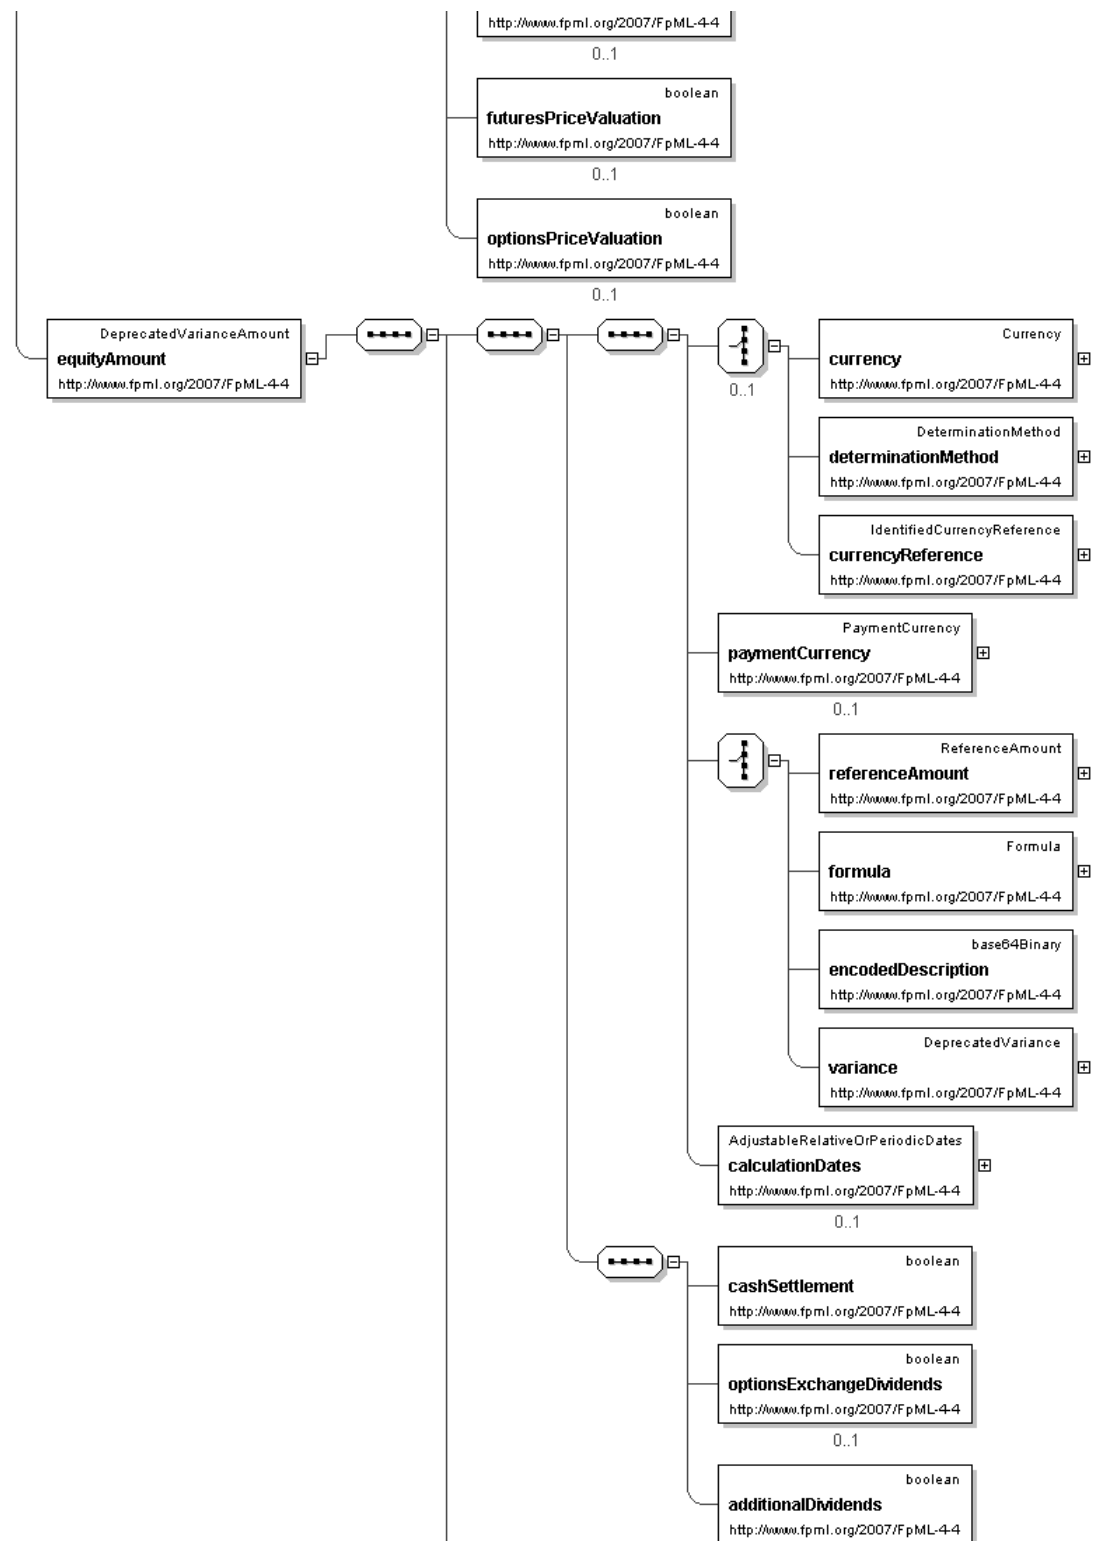 http://www.fpml.org/2007/FpML-4-4
0..1
boolean
futuresPriceValuation
http://www.fpml.org/2007/FpML-4-4
0..1
boolean
optionsPriceValuation
http://www.fpml.org/2007/FpML-4-4
0..1
DeprecatedVarianceAmount
equityAmount
http://www.fpml.org/2007/FpML-4-4
0..1
Currency
currency
http://www.fpml.org/2007/FpML-4-4
DeterminationMethod
determinationMethod
http://www.fpml.org/2007/FpML-4-4
IdentifiedCurrencyReference
currencyReference
http://www.fpml.org/2007/FpML-4-4
PaymentCurrency
paymentCurrency
http://www.fpml.org/2007/FpML-4-4
0..1
ReferenceAmount
referenceAmount
http://www.fpml.org/2007/FpML-4-4
Formula
formula
http://www.fpml.org/2007/FpML-4-4
base64Binary
encodedDescription
http://www.fpml.org/2007/FpML-4-4
DeprecatedVariance
variance
http://www.fpml.org/2007/FpML-4-4
AdjustableRelativeOrPeriodicDates
calculationDates
http://www.fpml.org/2007/FpML-4-4
0..1
boolean
cashSettlement
http://www.fpml.org/2007/FpML-4-4
boolean
optionsExchangeDividends
http://www.fpml.org/2007/FpML-4-4
0..1
boolean
additionalDividends
http://www.fpml.org/2007/FpML-4-4